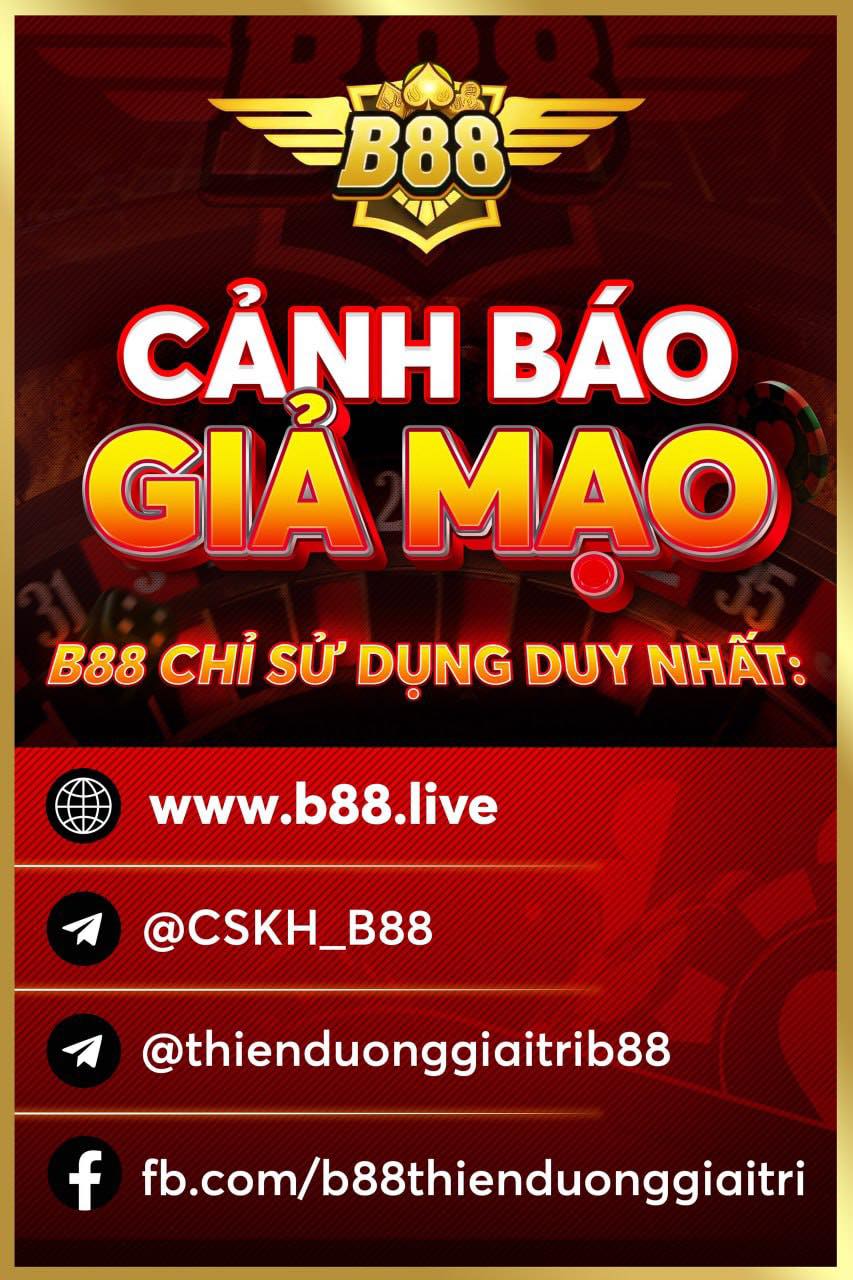 B88
CẢNH BÁO
GIẢ MẠO
B88 CHỈ SỬ DỤNG DUY NHẤT:
www.b88.live
@CSKH_B88
@thienduonggiaitrib88
fb.com/b88thienduonggiaitri